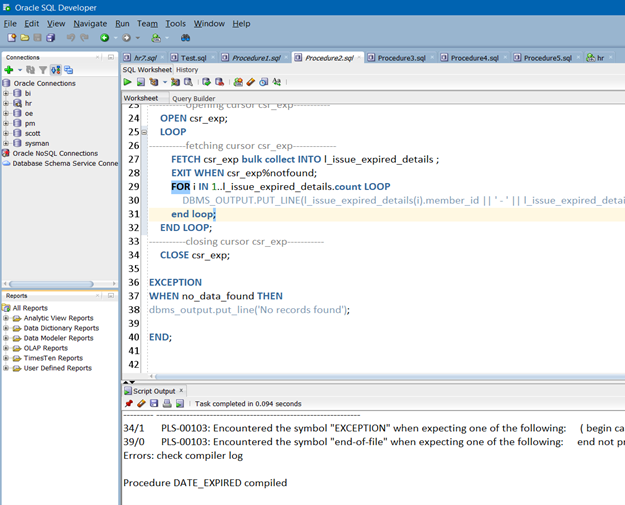 Oracle SQL Developer
File Edit View Navigate Run Team Tools Window Help
Connections
Oracle Connections
bi
hr
oe
pm
scott
sysman
Oracle NoSQL Connections
Database Schema Service Conne
Reports
All Reports
Analytic View Reports
Data Dictionary Reports
Data Modeler Reports
OLAP Reports
TimesTen Reports
User Defined Reports
hr7.sql Test.sql Procedure1.sql Procedure2.sql Procedure3.sql Procedure4.sql Procedure5.sql hr
SQL Worksheet History
Worksheet Query Builder
23 -----------opening cursor csr_exp-----------
24 OPEN csr_exp;
25 LOOP
26 -----------fetching cursor csr_exp-------------
27 FETCH csr_exp bulk collect INTO l_issue_expired_details ;
28 EXIT WHEN csr_exp%notfound;
29 FOR i IN 1..l_issue_expired_details.count LOOP
30 DBMS_OUTPUT.PUT_LINE(l_issue_expired_details(i).member_id || ' - ' || l_issue_expired_deta
31 end loop;
32 END LOOP;
33 -----------closing cursor csr_exp-----------
34 CLOSE csr_exp;
35
36 EXCEPTION
37 WHEN no_data_found THEN
38 dbms_output.put_line('No records found');
39
40 END;
41
42
Script Output
Task completed in 0.094 seconds
--------- -------------------------------------------------------------
34/1 PLS-00103: Encountered the symbol "EXCEPTION" when expecting one of the following: ( begin ca
39/0 PLS-00103: Encountered the symbol "end-of-file" when expecting one of the following: end not pr
Errors: check compiler log
Procedure DATE_EXPIRED compiled